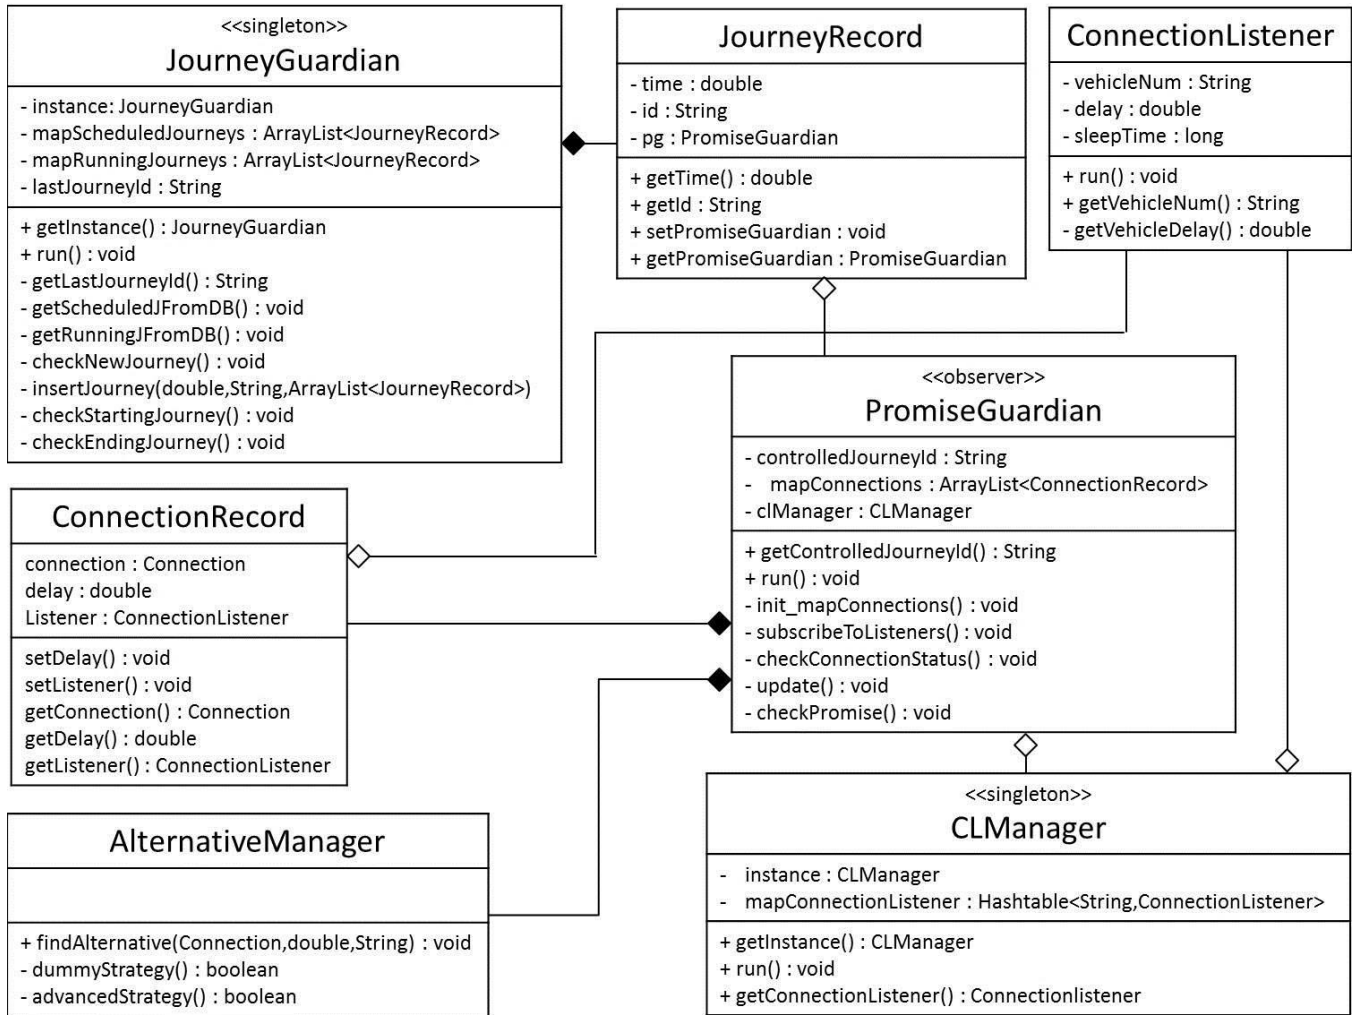 <<singleton>>
JourneyGuardian
- instance: JourneyGuardian
- mapScheduledJourneys : ArrayList<JourneyRecord>
- mapRunningJourneys : ArrayList<JourneyRecord>
- lastJourneyId : String
+ getInstance() : JourneyGuardian
+ run() : void
- getLastJourneyId() : String
- getScheduledJFromDB() : void
- getRunningJFromDB() : void
- checkNewJourney() : void
- insertJourney(double,String,ArrayList<JourneyRecord>)
- checkStartingJourney() : void
- checkEndingJourney() : void
JourneyRecord
- time : double
- id : String
- pg : PromiseGuardian
+ getTime() : double
+ getId : String
+ setPromiseGuardian : void
+ getPromiseGuardian : PromiseGuardian
ConnectionListener
- vehicleNum : String
- delay : double
- sleepTime : long
+ run() : void
+ getVehicleNum() : String
- getVehicleDelay() : double
<<observer>>
PromiseGuardian
- controlledJourneyId : String
- mapConnections : ArrayList<ConnectionRecord>
- clManager : CLManager
+ getControlledJourneyId() : String
+ run() : void
- init_mapConnections() : void
- subscribeToListeners() : void
- checkConnectionStatus() : void
- update() : void
- checkPromise() : void
ConnectionRecord
connection : Connection
delay : double
Listener : ConnectionListener
setDelay() : void
setListener() : void
getConnection() : Connection
getDelay() : double
getListener() : ConnectionListener
AlternativeManager
+ findAlternative(Connection,double,String) : void
- dummyStrategy() : boolean
- advancedStrategy() : boolean
<<singleton>>
CLManager
- instance : CLManager
- mapConnectionListener : Hashtable<String,ConnectionListener>
+ getInstance() : CLManager
+ run() : void
+ getConnectionListener() : Connectionlistener